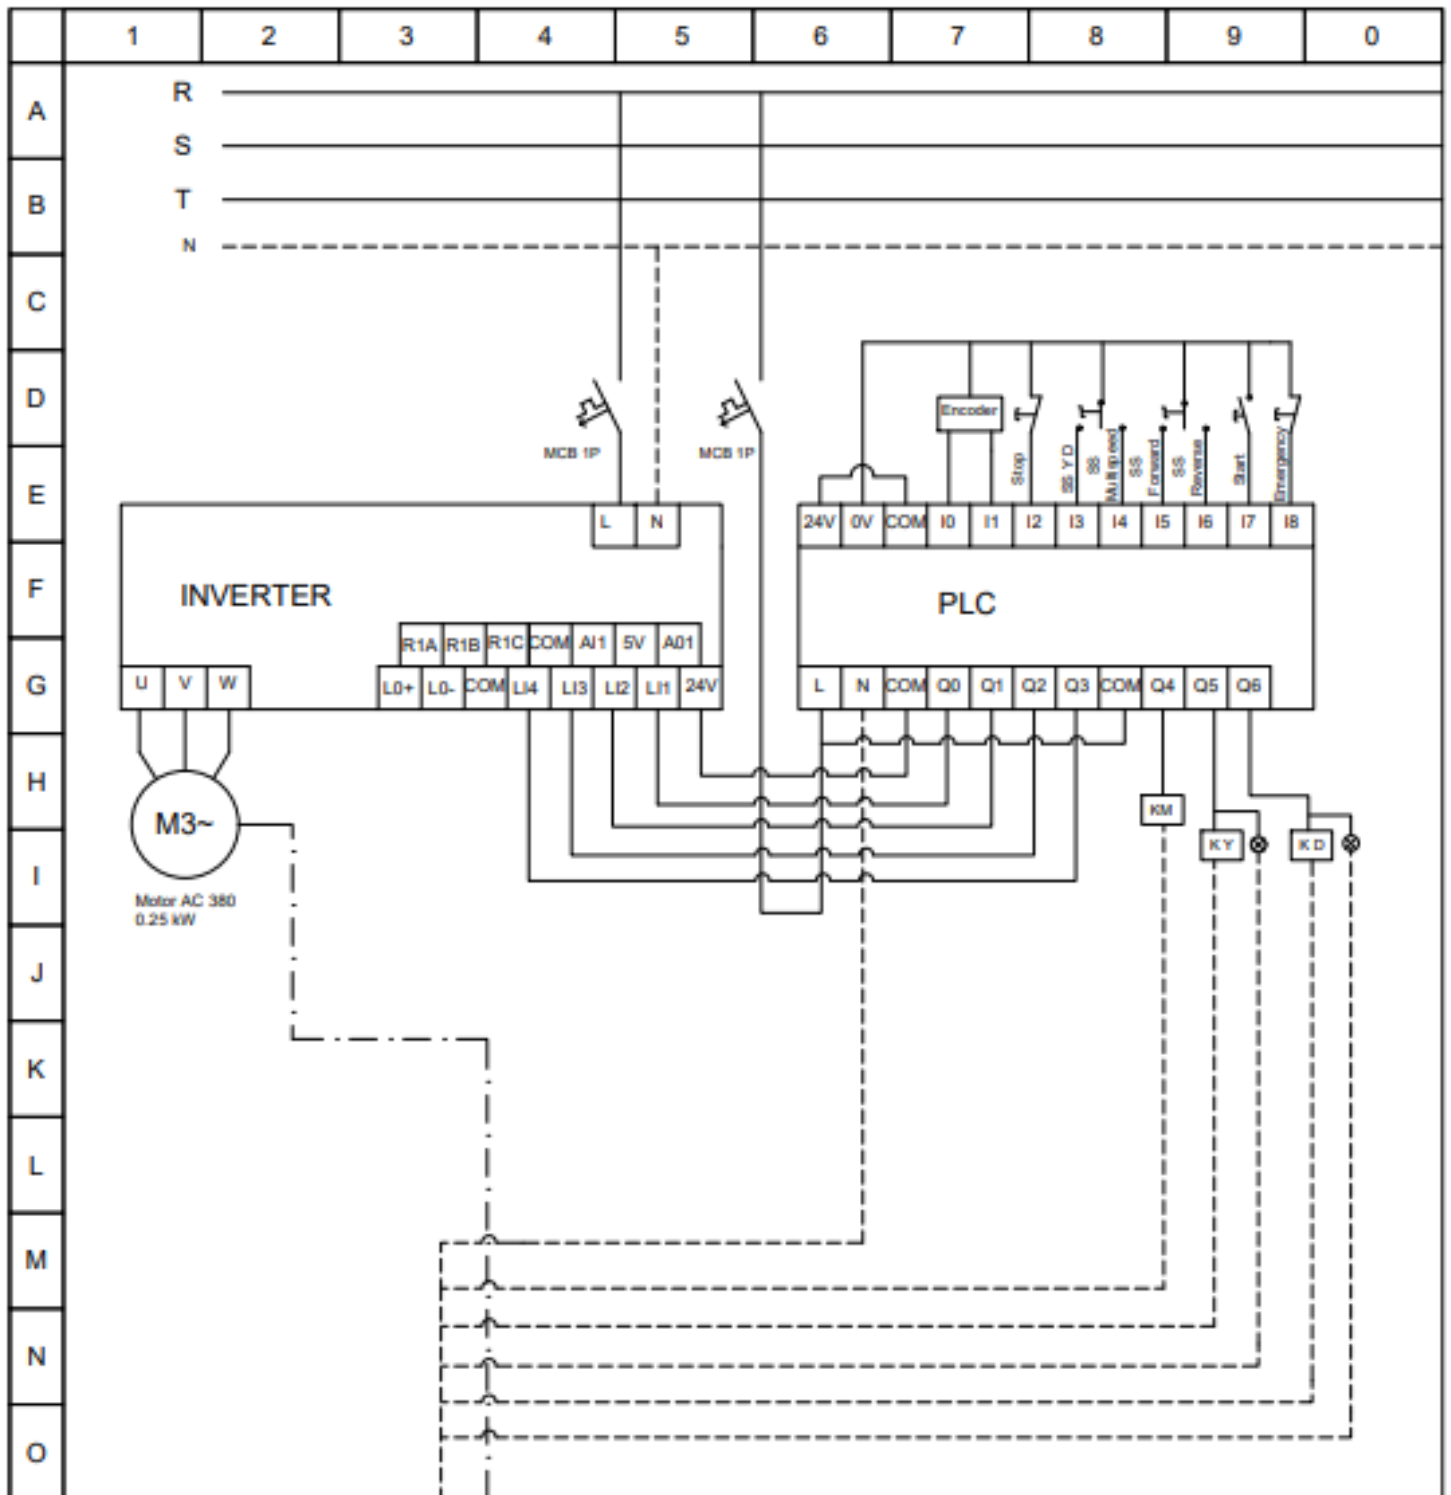 1 2 3 4 5 6 7 8 9 0
A
R
S
B
T
N
C
D
Encoder
MCB 1P
MCB 1P
Stop
SS Y D
SS
Multispeed
SS
Forward
SS
Reverse
Start
Emergency
E
L N
24V 0V COM I0 I1 I2 I3 I4 I5 I6 I7 I8
F
INVERTER
PLC
R1A R1B R1C COM AI1 5V A01
G
U V W
L0+ L0- COM LI4 LI3 LI2 LI1 24V
L N COM Q0 Q1 Q2 Q3 COM Q4 Q5 Q6
H
M3~
KM
KY
KD
I
Motor AC 380
0.25 kW
J
K
L
M
N
O